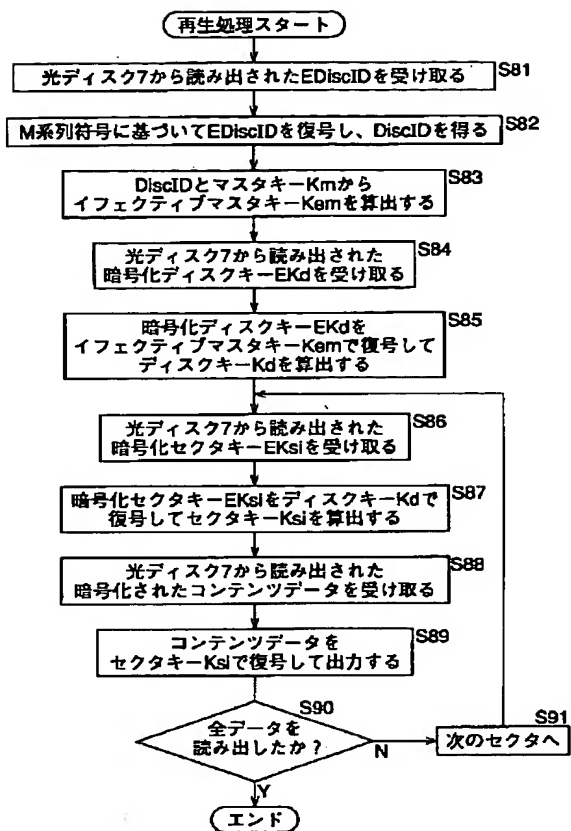 再生処理スタート
光ディスク7から読み出されたEDiscIDを受け取る
S81
M系列符号に基づいてEDiscIDを復号し、DiscIDを得る
S82
DiscIDとマスタキーKmから
イフェクティブマスタキーKemを算出する
S83
光ディスク7から読み出された
暗号化ディスクキーEKdを受け取る
S84
暗号化ディスクキーEKdを
イフェクティブマスタキーKemで復号して
ディスクキーKdを算出する
S85
光ディスク7から読み出された
暗号化セクタキーEKsiを受け取る
S86
暗号化セクタキーEKsiをディスクキーKdで
復号してセクタキーKsiを算出する
S87
光ディスク7から読み出された
暗号化されたコンテンツデータを受け取る
S88
コンテンツデータを
セクタキーKsiで復号して出力する
S89
S90
全データを
読み出したか?
N
S91
次のセクタへ
Y
エンド